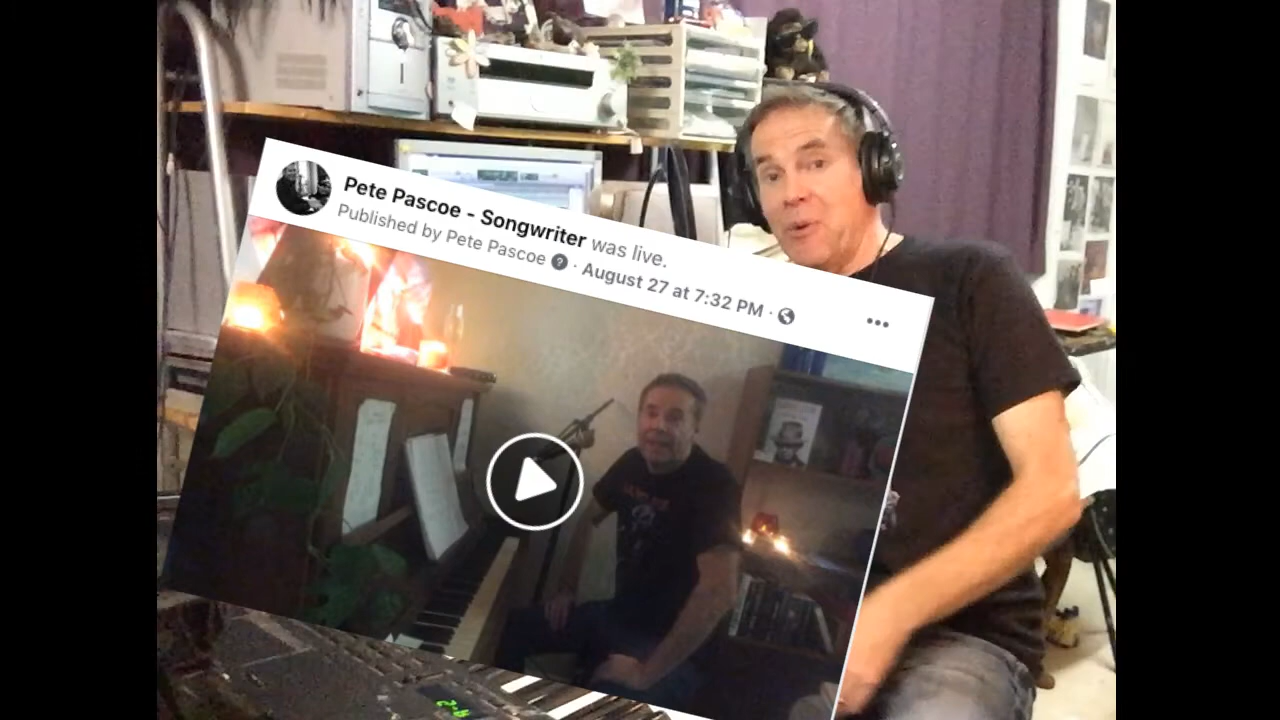 Pete Pascoe - Songwriter was live.
Published by Pete Pascoe · August 27 at 7:32 PM ·